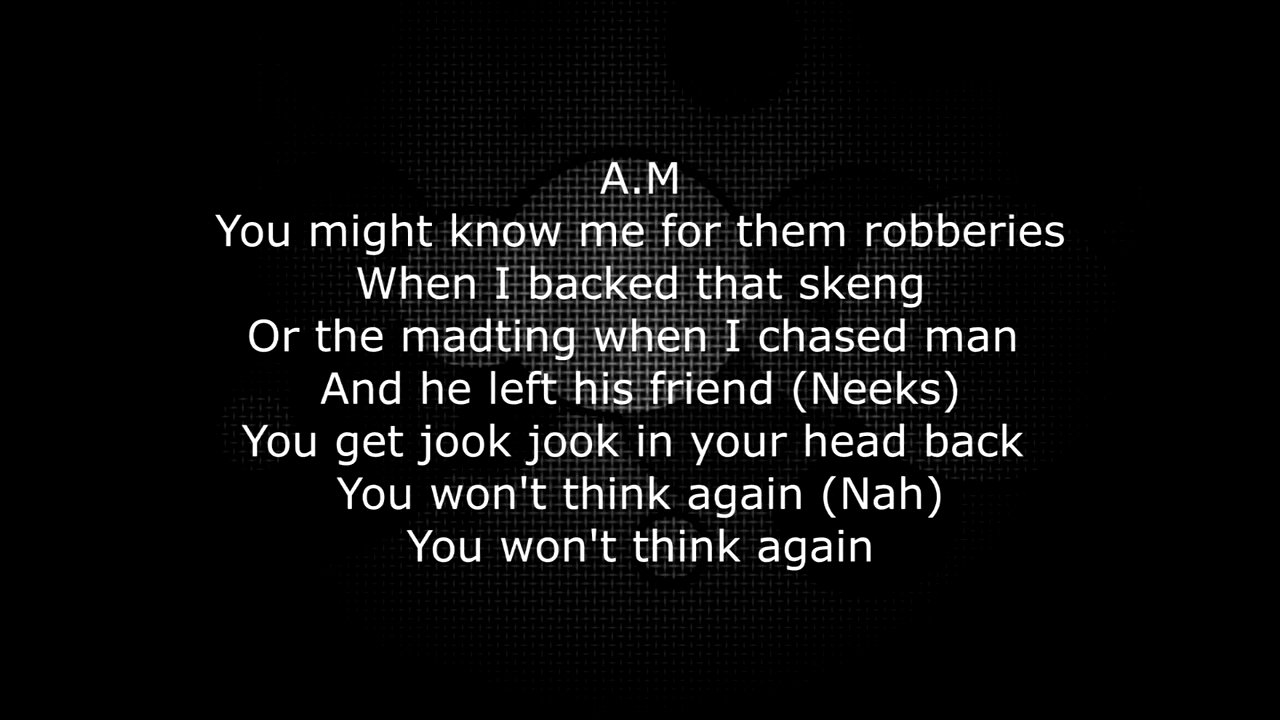 A.M
You might know me for them robberies
When I backed that skeng
Or the madting when I chased man
And he left his friend (Neeks)
You get jook jook in your head back
You won't think again (Nah)
You won't think again